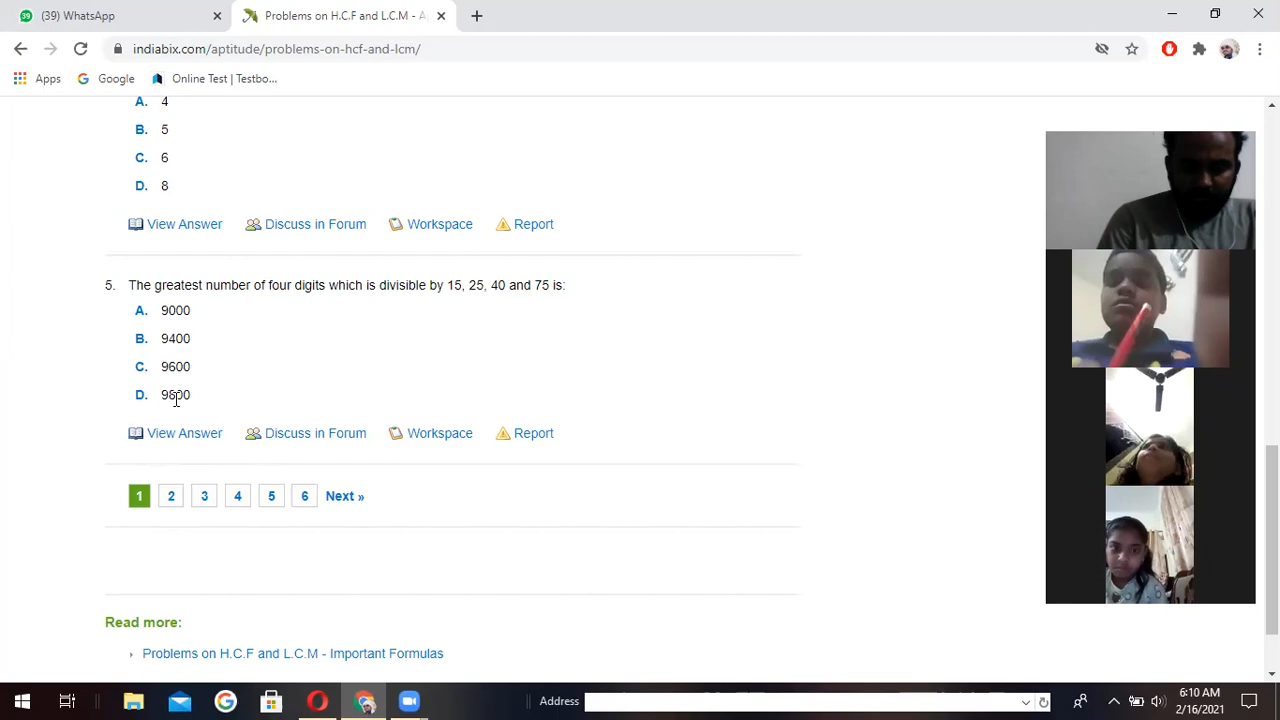 39
(39) WhatsApp
Problems on H.C.F and L.C.M - A
indiabix.com/aptitude/problems-on-hcf-and-lcm/
Apps
Google
Online Test | Testbo...
A. 4
B. 5
C. 6
D. 8
View Answer
Discuss in Forum
Workspace
Report
5. The greatest number of four digits which is divisible by 15, 25, 40 and 75 is:
A. 9000
B. 9400
C. 9600
D. 9800
View Answer
Discuss in Forum
Workspace
Report
1
2
3
4
5
6
Next »
Read more:
Problems on H.C.F and L.C.M - Important Formulas
Address
6:10 AM
2/16/2021